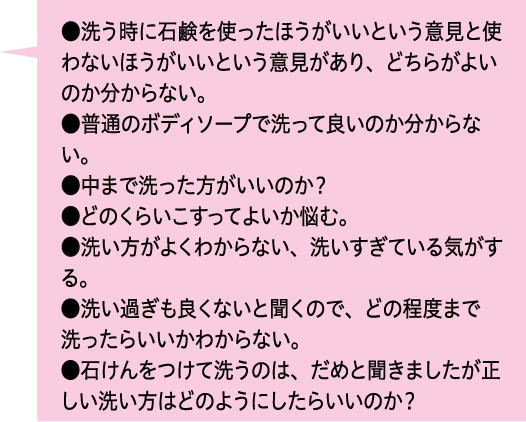 ●洗う時に石鹸を使ったほうがいいという意見と使
わないほうがいいという意見があり、どちらがよい
のか分からない。
●普通のボディソープで洗って良いのか分からな
い。
●中まで洗った方がいいのか?
●どのくらいこすってよいか悩む。
●洗い方がよくわからない、洗いすぎている気がす
る。
●洗い過ぎも良くないと聞くので、どの程度まで
洗ったらいいかわからない。
●石けんをつけて洗うのは、だめと聞きましたが正
しい洗い方はどのようにしたらいいのか?